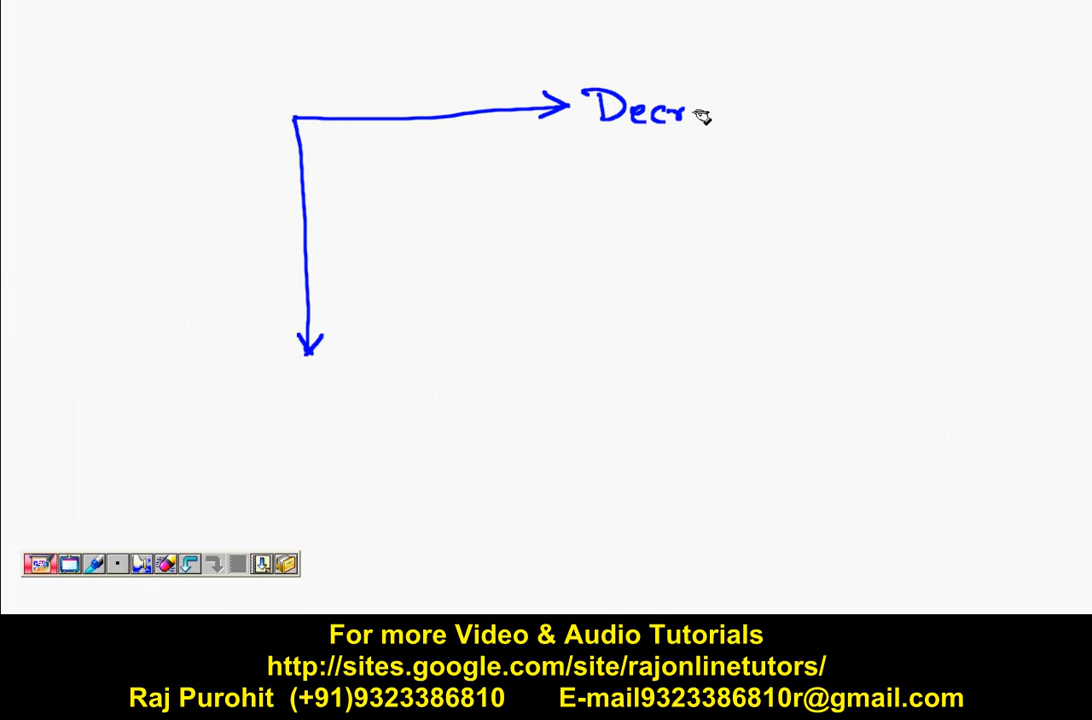 Decr
For more Video & Audio Tutorials
http://sites.google.com/site/rajonlinetutors/
Raj Purohit (+91)9323386810 E-mail9323386810r@gmail.com